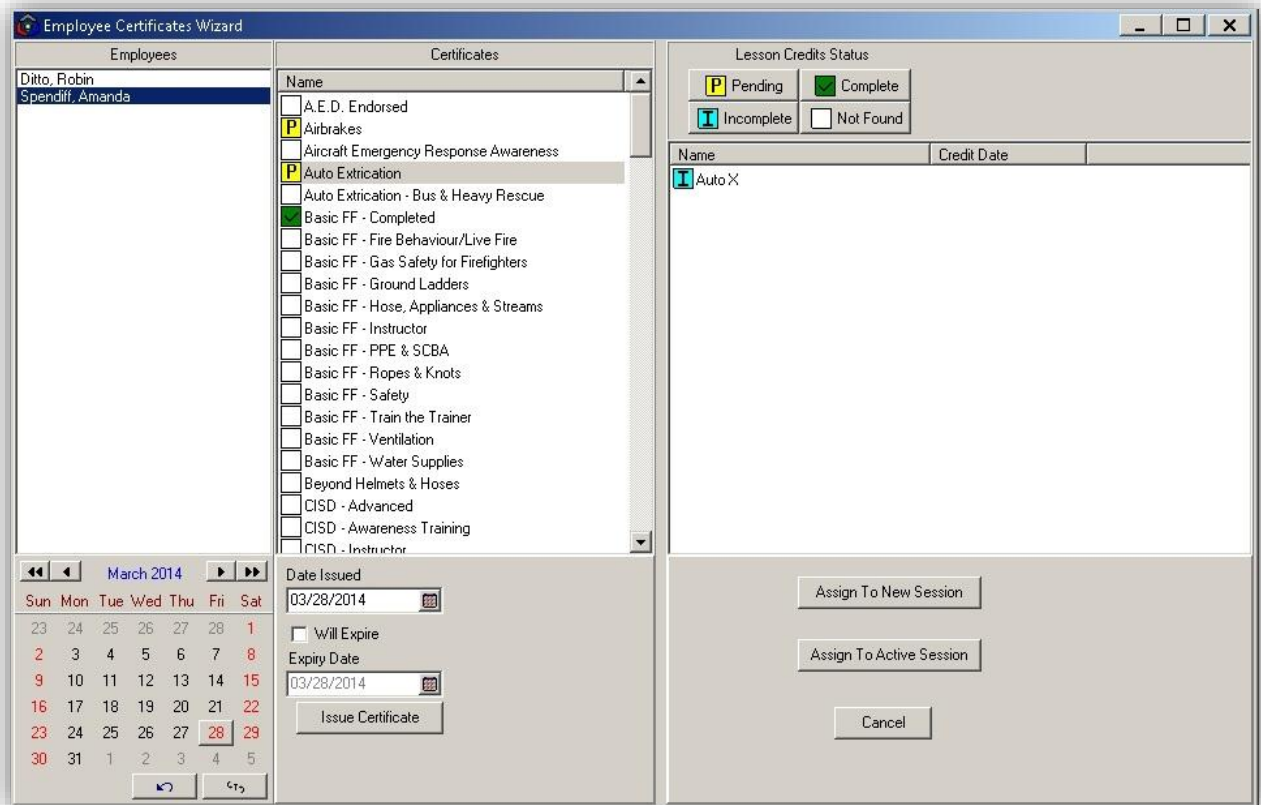 Employee Certificates Wizard
Employees
Ditto, Robin
Spendiff, Amanda
Certificates
Name
A.E.D. Endorsed
P Airbrakes
Aircraft Emergency Response Awareness
P Auto Extrication
Auto Extrication - Bus & Heavy Rescue
Basic FF - Completed
Basic FF - Fire Behaviour/Live Fire
Basic FF - Gas Safety for Firefighters
Basic FF - Ground Ladders
Basic FF - Hose, Appliances & Streams
Basic FF - Instructor
Basic FF - PPE & SCBA
Basic FF - Ropes & Knots
Basic FF - Safety
Basic FF - Train the Trainer
Basic FF - Ventilation
Basic FF - Water Supplies
Beyond Helmets & Hoses
CISD - Advanced
CISD - Awareness Training
CISD - Instructor
Lesson Credits Status
P Pending Complete
I Incomplete Not Found
Name Credit Date
I Auto X
March 2014
Sun Mon Tue Wed Thu Fri Sat
23 24 25 26 27 28 1
2 3 4 5 6 7 8
9 10 11 12 13 14 15
16 17 18 19 20 21 22
23 24 25 26 27 28 29
30 31 1 2 3 4 5
Date Issued
03/28/2014
Will Expire
Expiry Date
03/28/2014
Issue Certificate
Assign To New Session
Assign To Active Session
Cancel